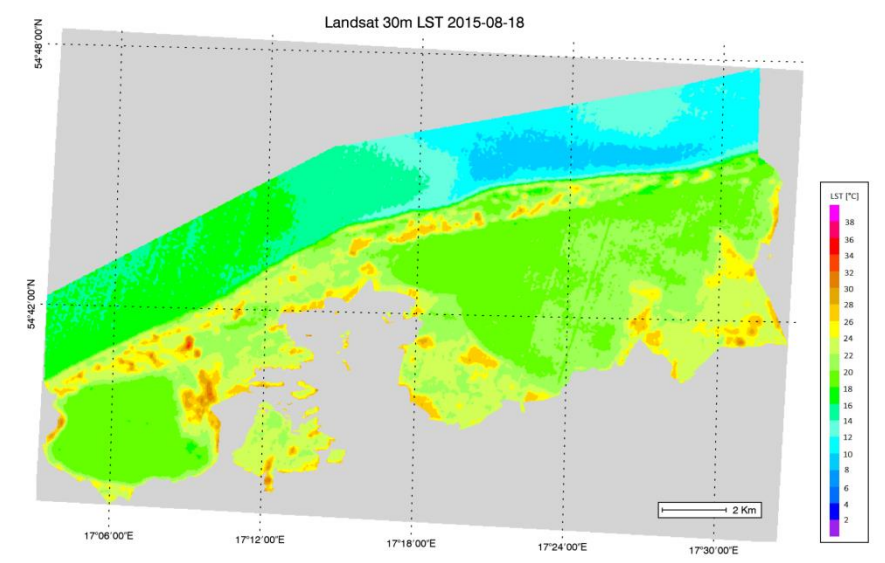 Landsat 30m LST 2015-08-18
54°48'00"N
54°42'00"N
LST [°C]
38
36
34
32
30
28
26
24
22
20
18
16
14
12
10
8
6
4
2
2 Km
17°06'00"E
17°12'00"E
17°18'00"E
17°24'00"E
17°30'00"E